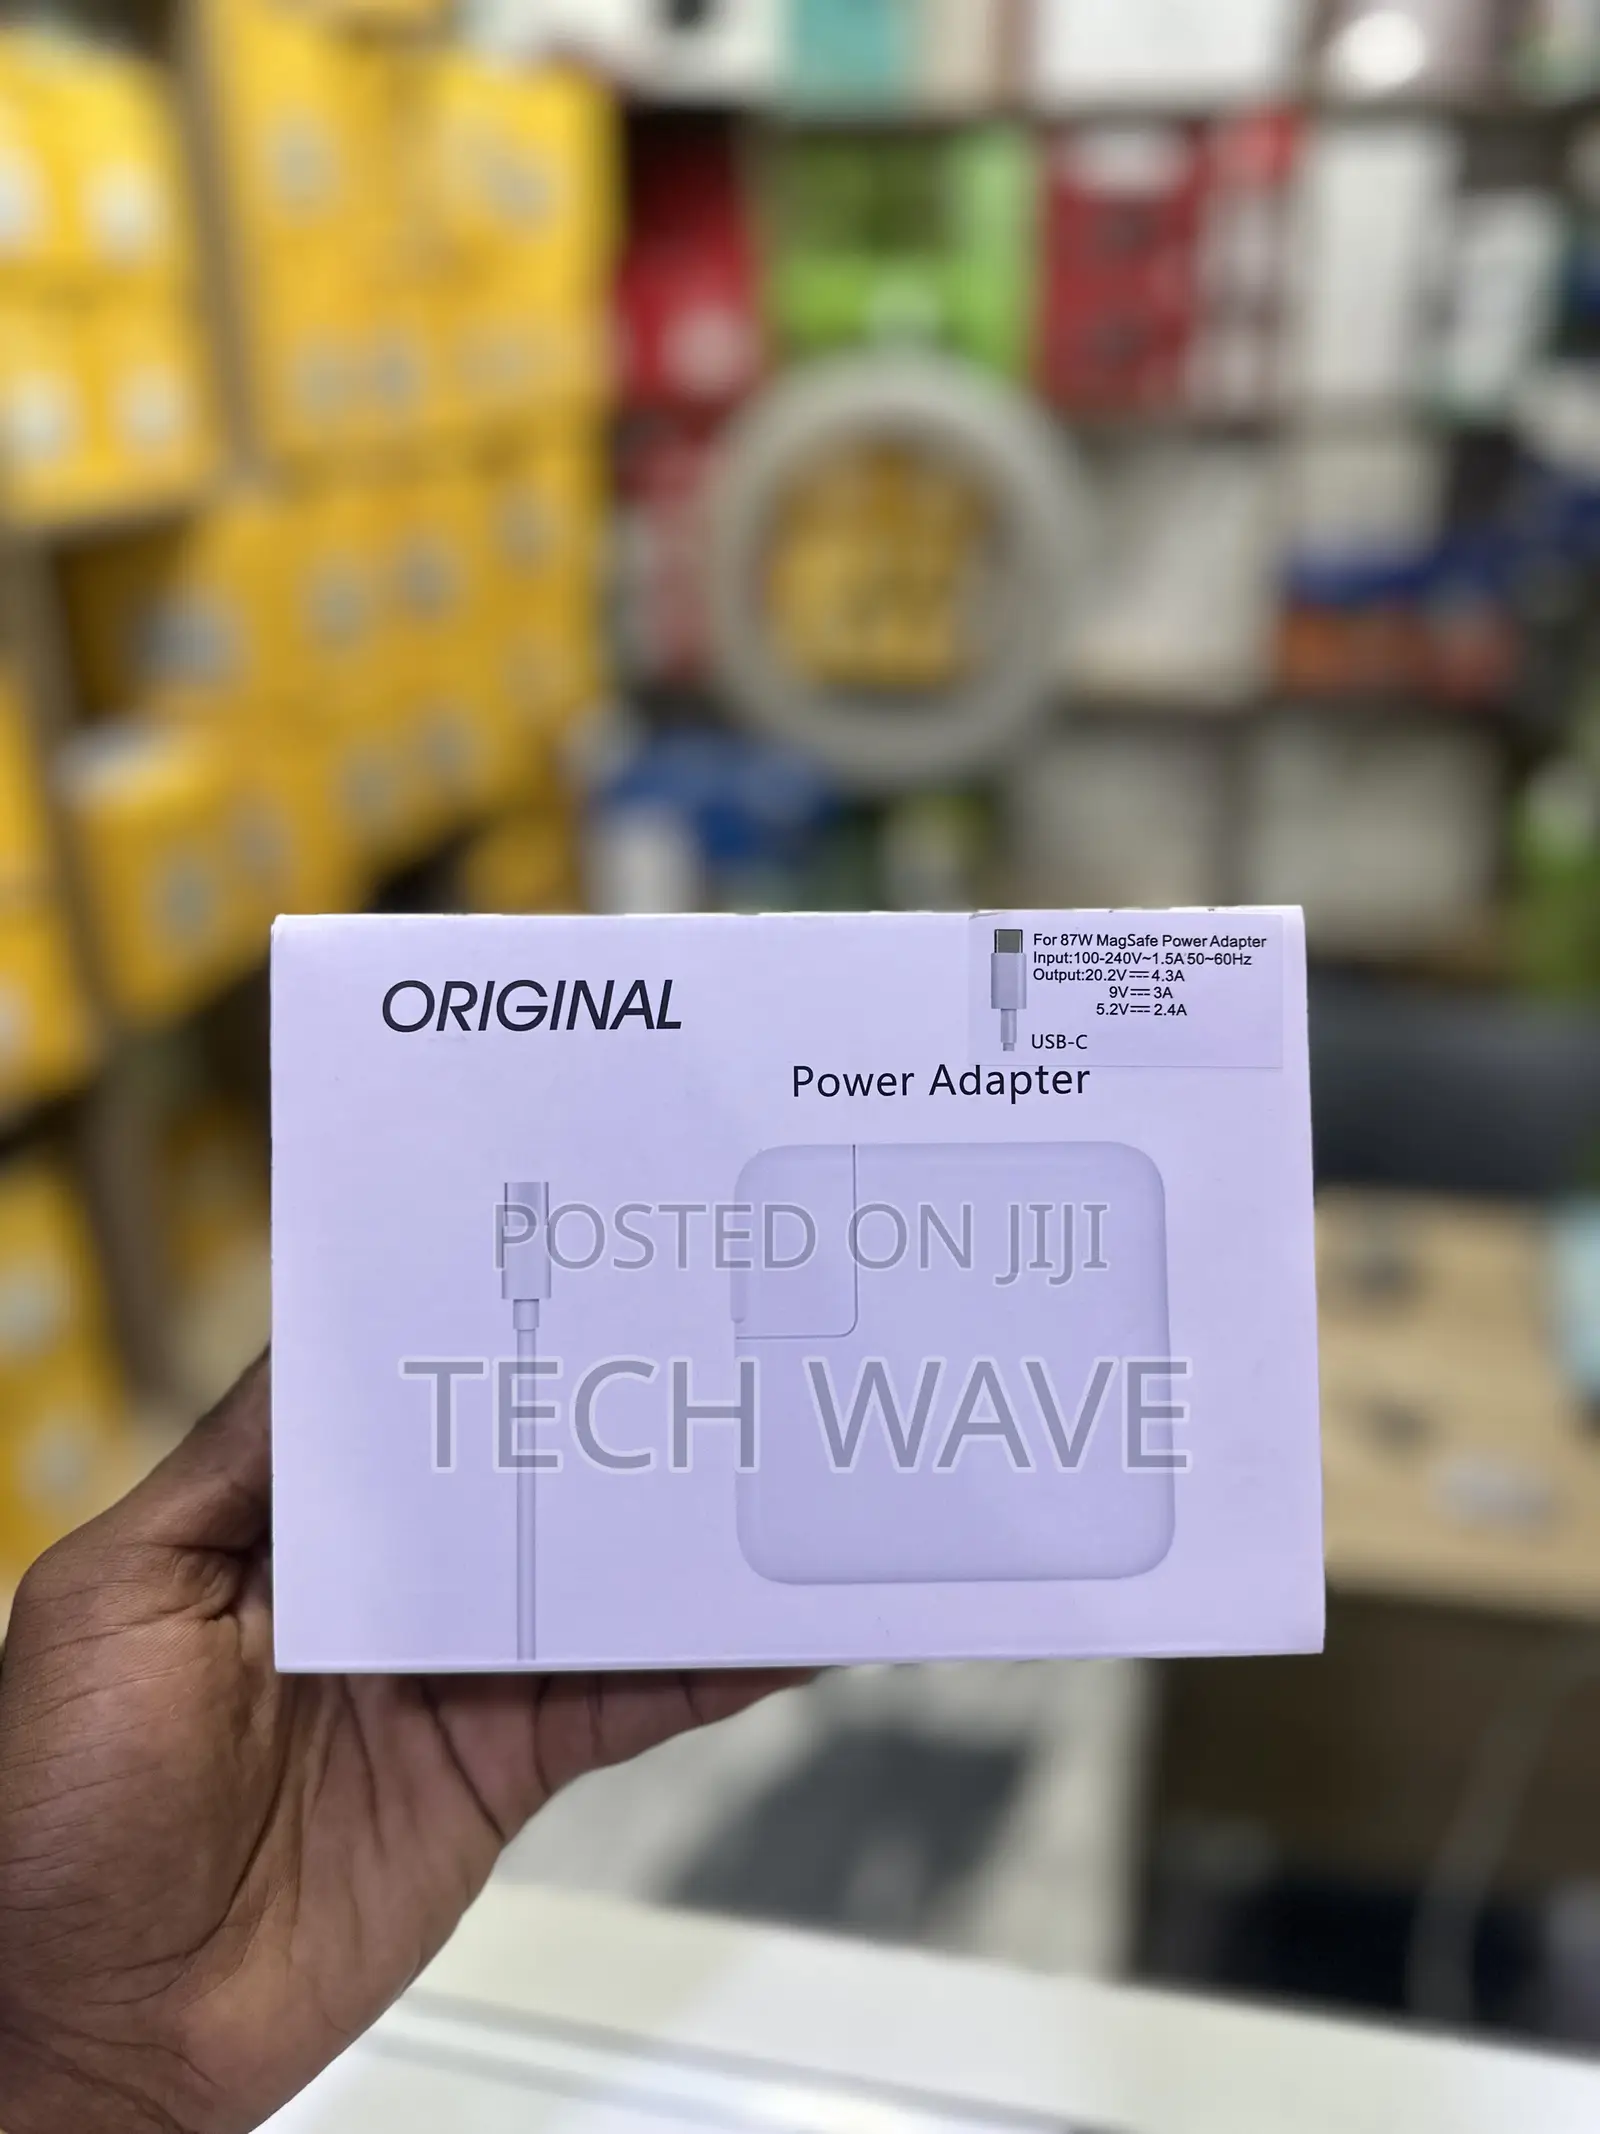 ORIGINAL
For 87W MagSafe Power Adapter
Input:100-240V~1.5A 50~60Hz
Output:20.2V⎓4.3A
9V⎓3A
5.2V⎓2.4A
USB-C
Power Adapter
POSTED ON JIJI
TECH WAVE